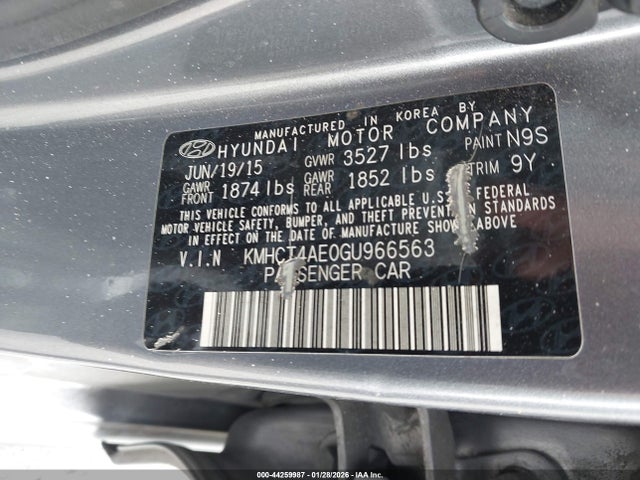 MANUFACTURED IN KOREA BY
HYUNDAI MOTOR COMPANY
JUN/19/15 GVWR 3527 lbs PAINT N9S
GAWR FRONT 1874 lbs GAWR REAR 1852 lbs TRIM 9Y
THIS VEHICLE CONFORMS TO ALL APPLICABLE U.S. FEDERAL
MOTOR VEHICLE SAFETY, BUMPER, AND THEFT PREVENTION STANDARDS
IN EFFECT ON THE DATE OF MANUFACTURE SHOWN ABOVE
V.I.N KMHCT4AE0GU966563
PASSENGER CAR
000-44259987 | 01/28/2026 | IAA, Inc.